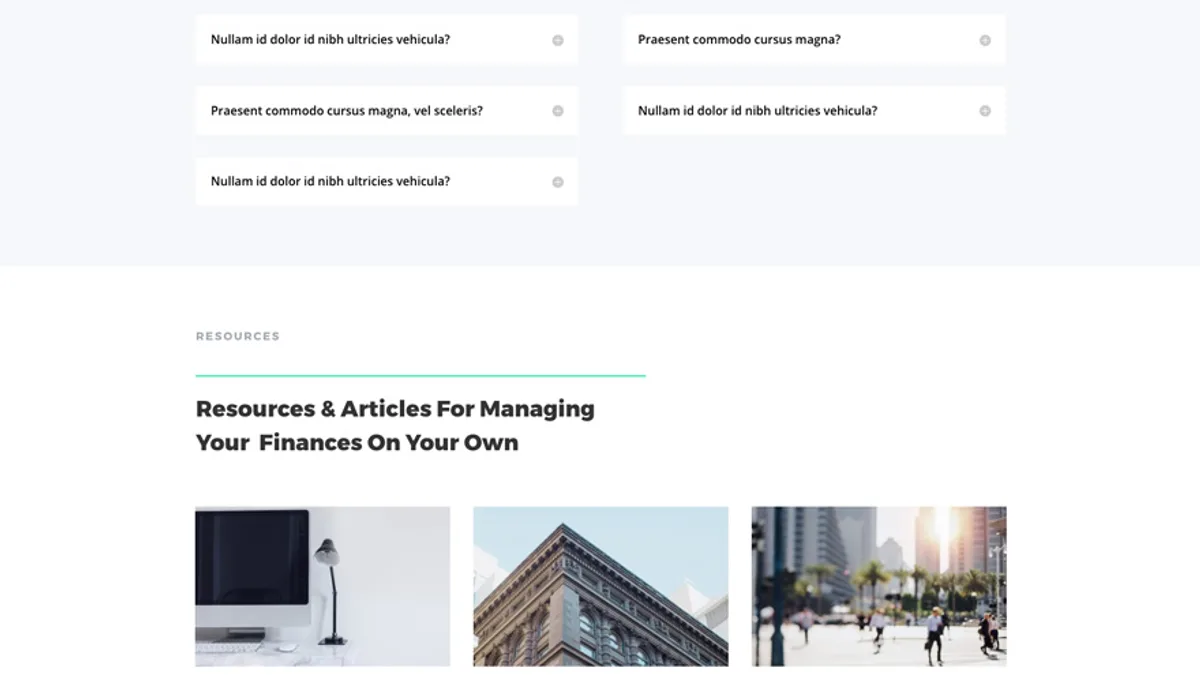 Nullam id dolor id nibh ultricies vehicula?
Praesent commodo cursus magna?
Praesent commodo cursus magna, vel sceleris?
Nullam id dolor id nibh ultricies vehicula?
Nullam id dolor id nibh ultricies vehicula?
RESOURCES
Resources & Articles For Managing
Your Finances On Your Own